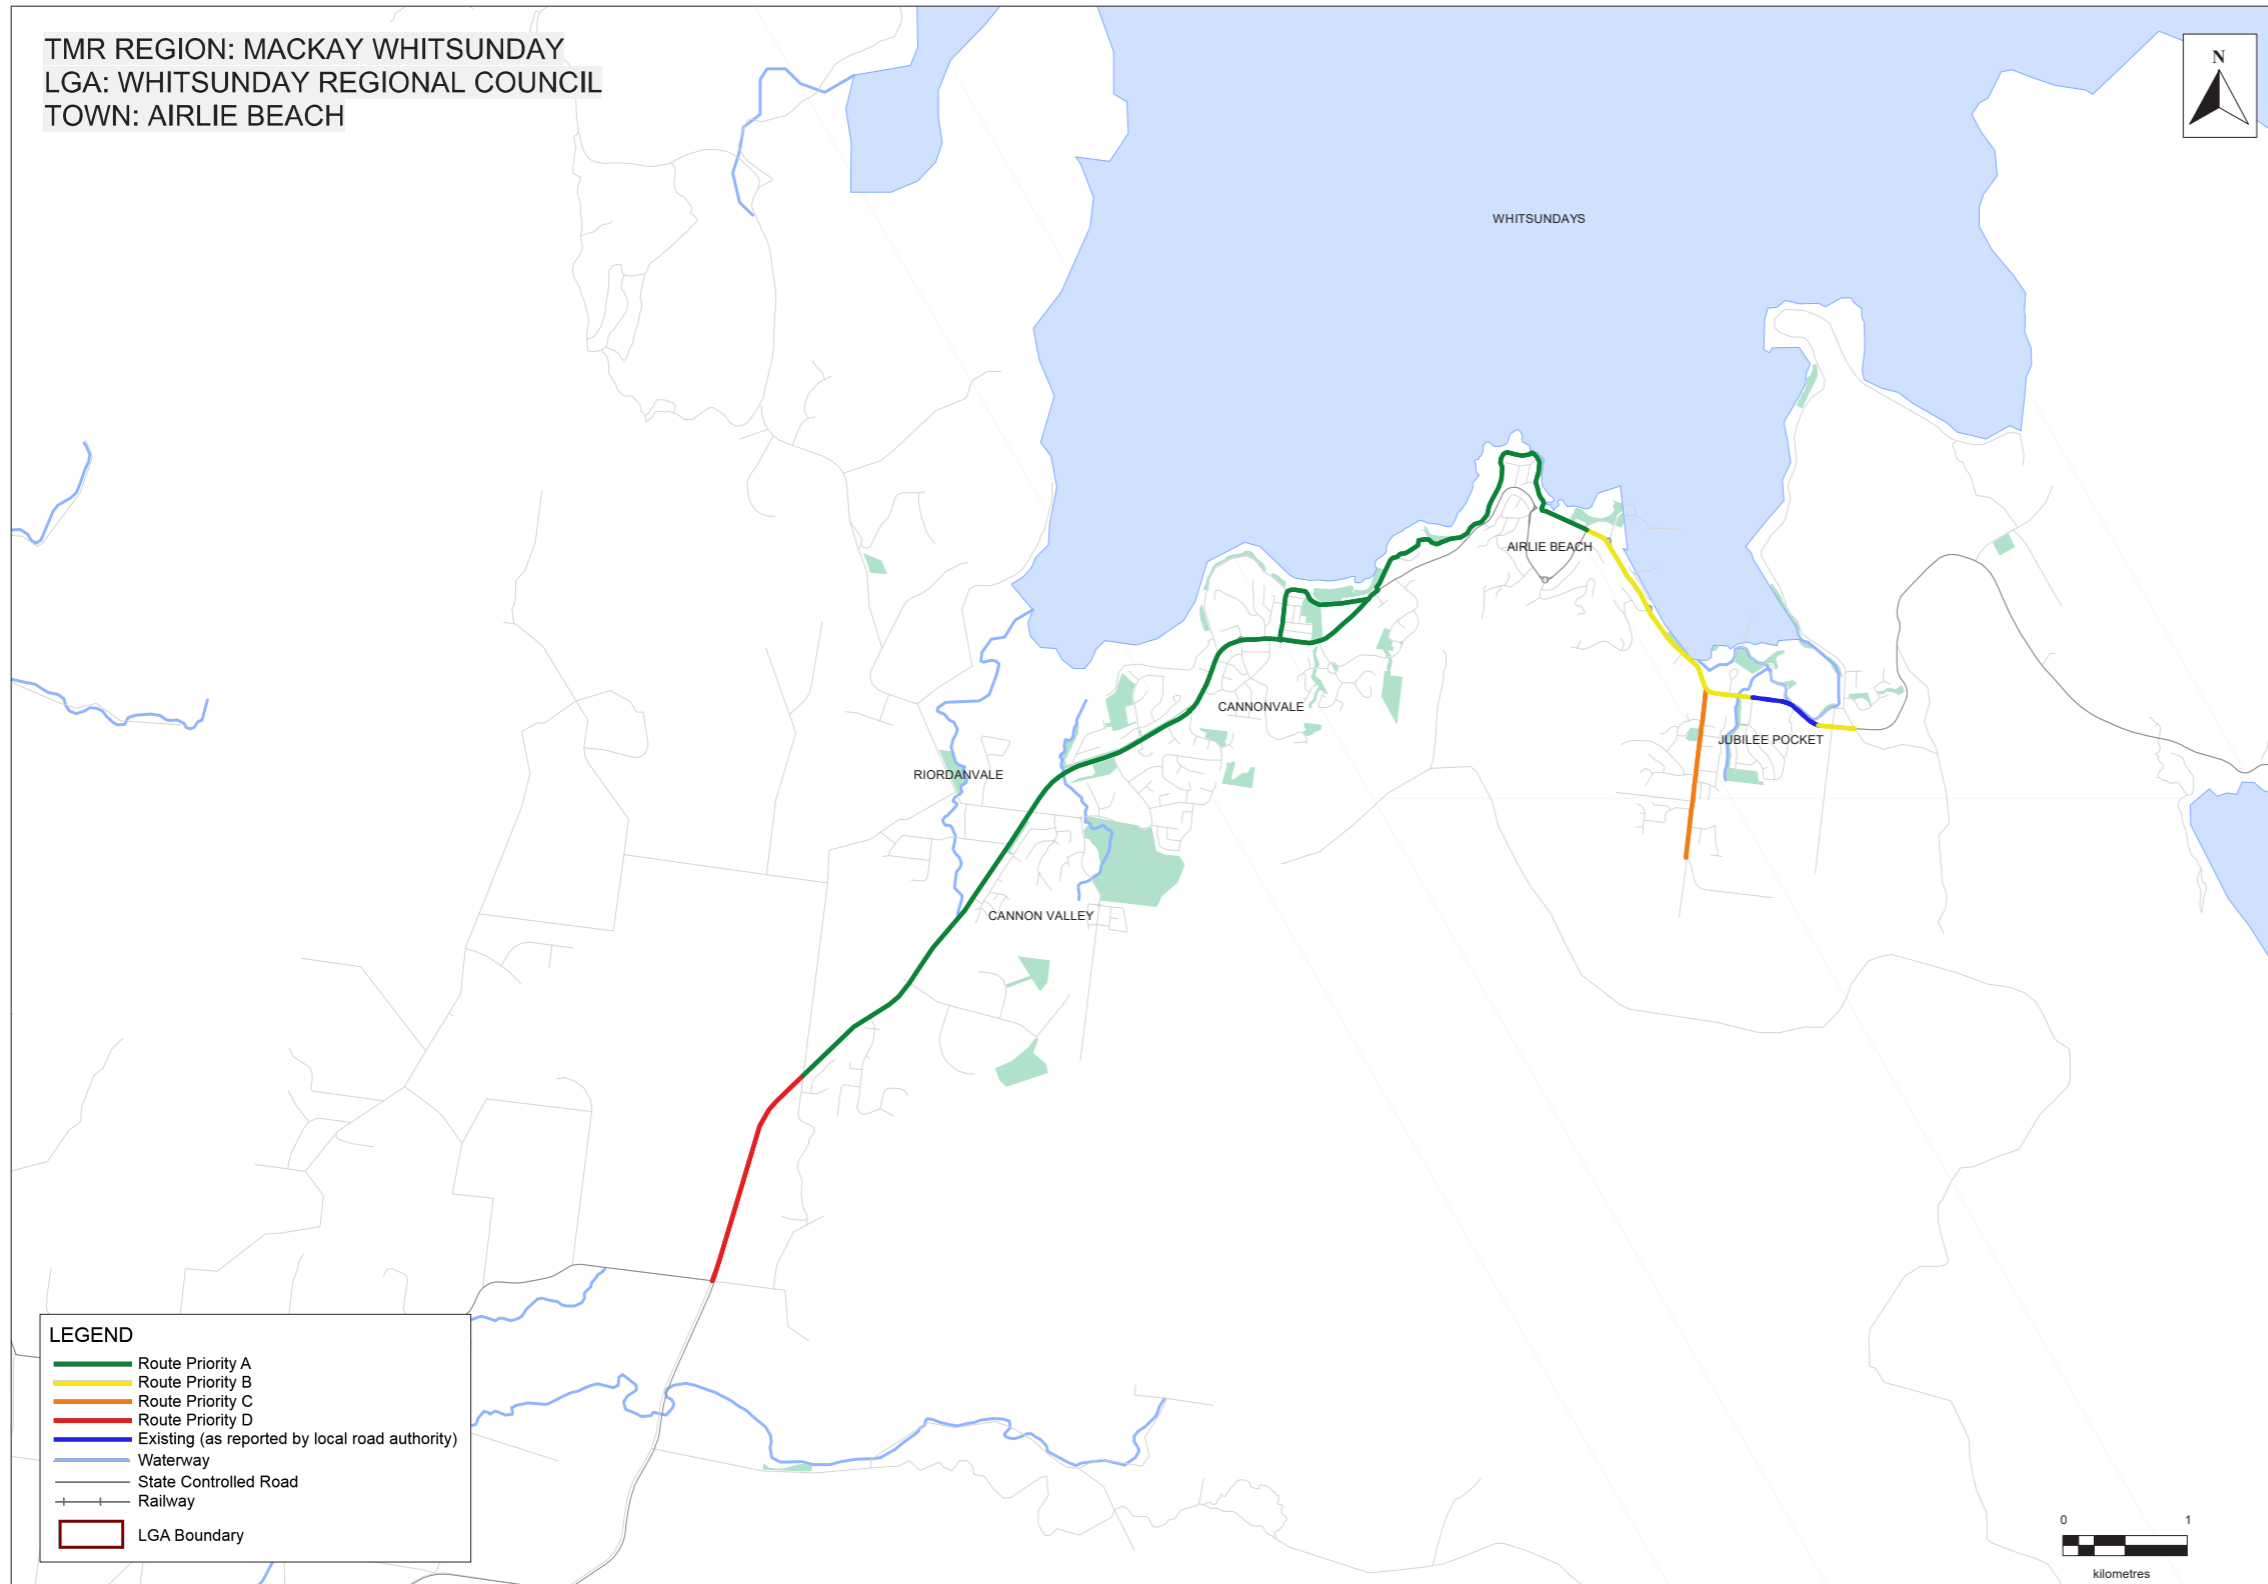 TMR REGION: MACKAY WHITSUNDAY
LGA: WHITSUNDAY REGIONAL COUNCIL
TOWN: AIRLIE BEACH
N
WHITSUNDAYS
AIRLIE BEACH
CANNONVALE
JUBILEE POCKET
RIORDANVALE
CANNON VALLEY
LEGEND
Route Priority A
Route Priority B
Route Priority C
Route Priority D
Existing (as reported by local road authority)
Waterway
State Controlled Road
Railway
LGA Boundary
0 1
kilometres